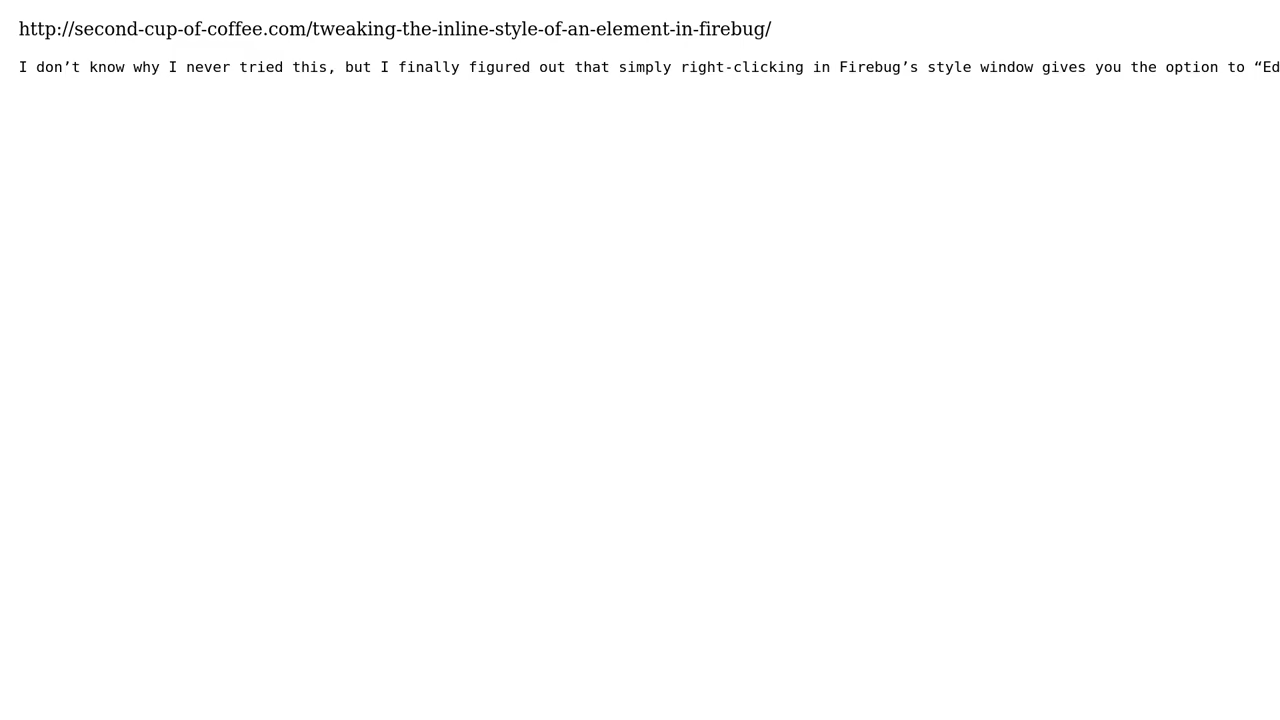 http://second-cup-of-coffee.com/tweaking-the-inline-style-of-an-element-in-firebug/
I don’t know why I never tried this, but I finally figured out that simply right-clicking in Firebug’s style window gives you the option to “Ed